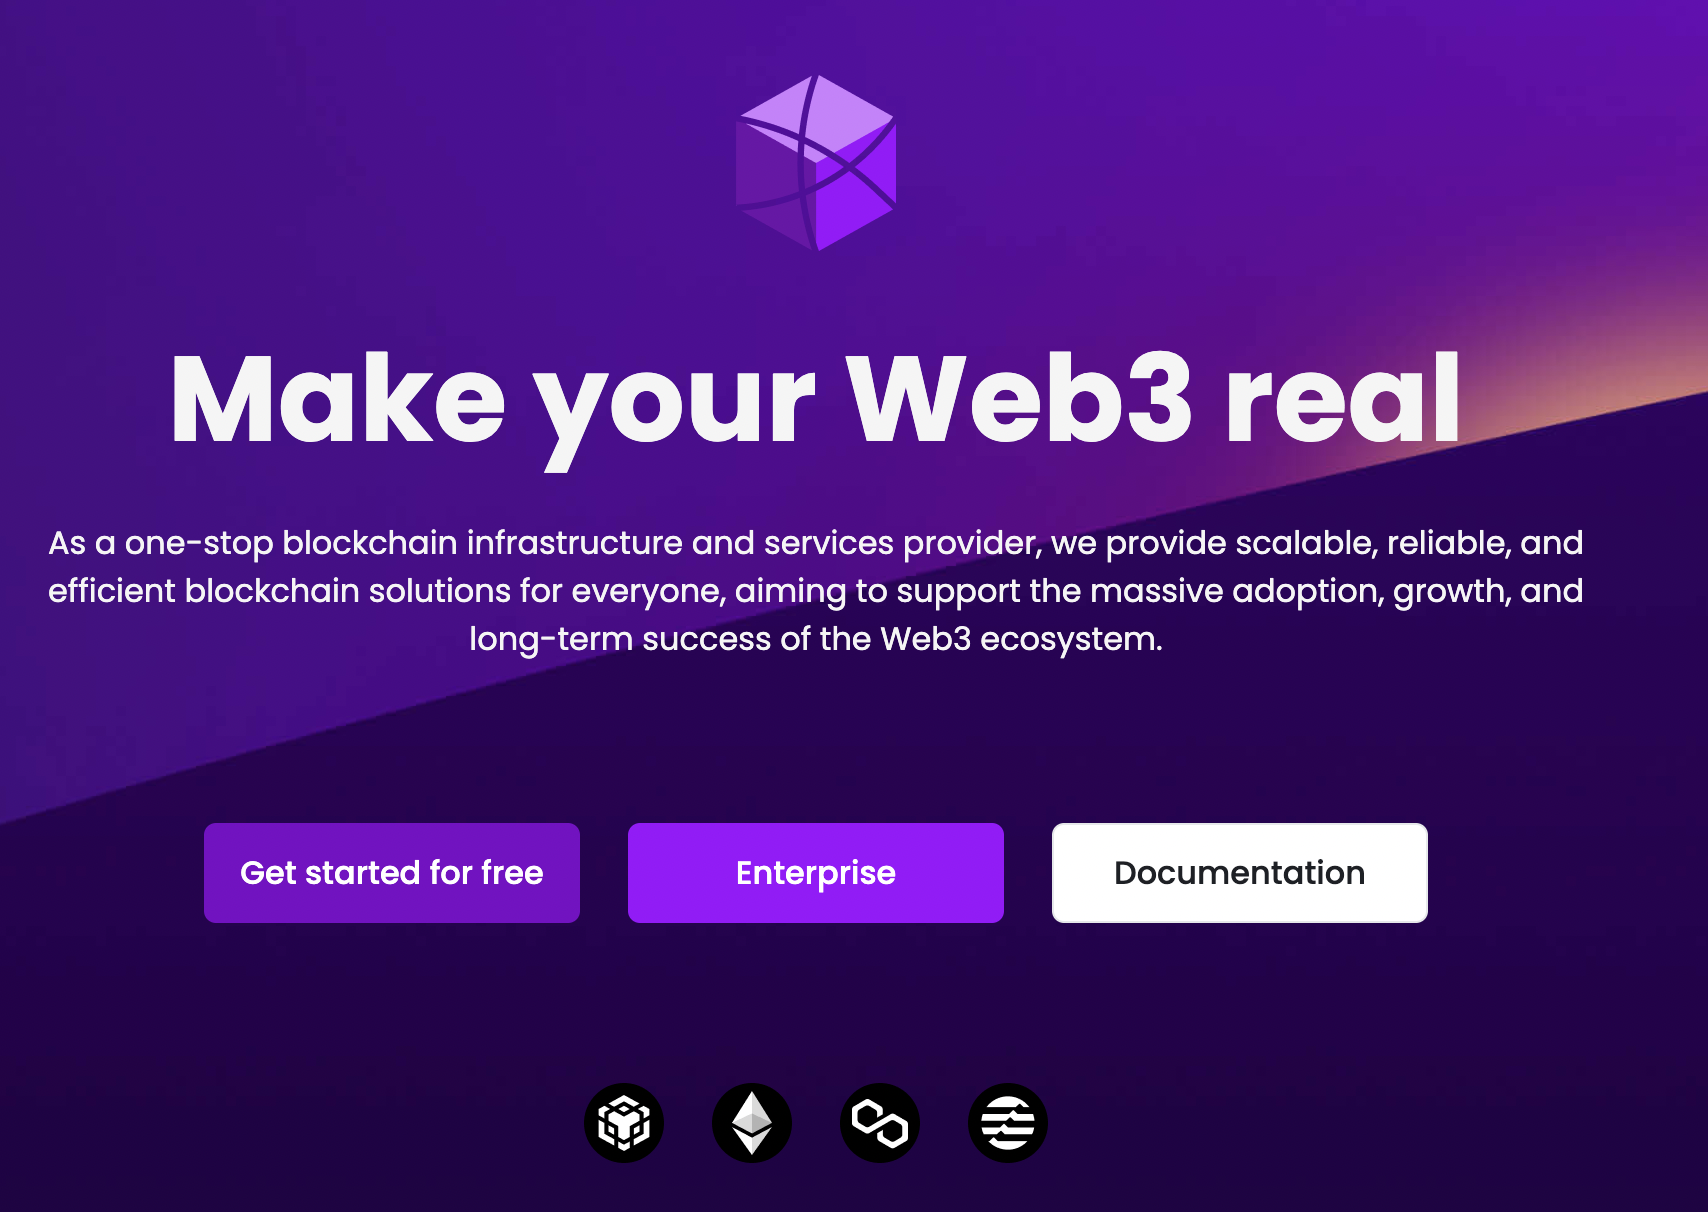 Make your Web3 real
As a one-stop blockchain infrastructure and services provider, we provide scalable, reliable, and
efficient blockchain solutions for everyone, aiming to support the massive adoption, growth, and
long-term success of the Web3 ecosystem.
Get started for free
Enterprise
Documentation